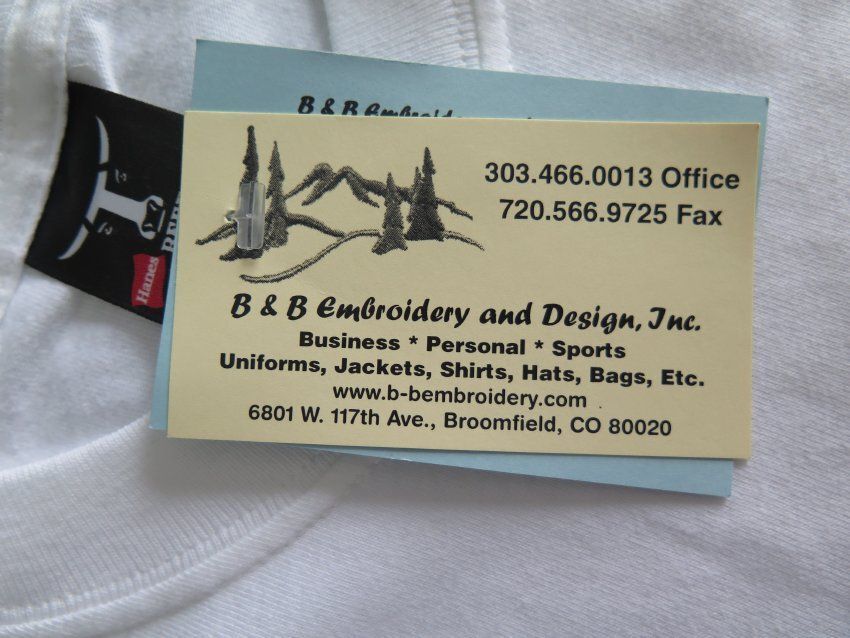 B & B Embroidery
303.466.0013 Office
720.566.9725 Fax
B & B Embroidery and Design, Inc.
Business * Personal * Sports
Uniforms, Jackets, Shirts, Hats, Bags, Etc.
www.b-bembroidery.com
6801 W. 117th Ave., Broomfield, CO 80020
Hanes